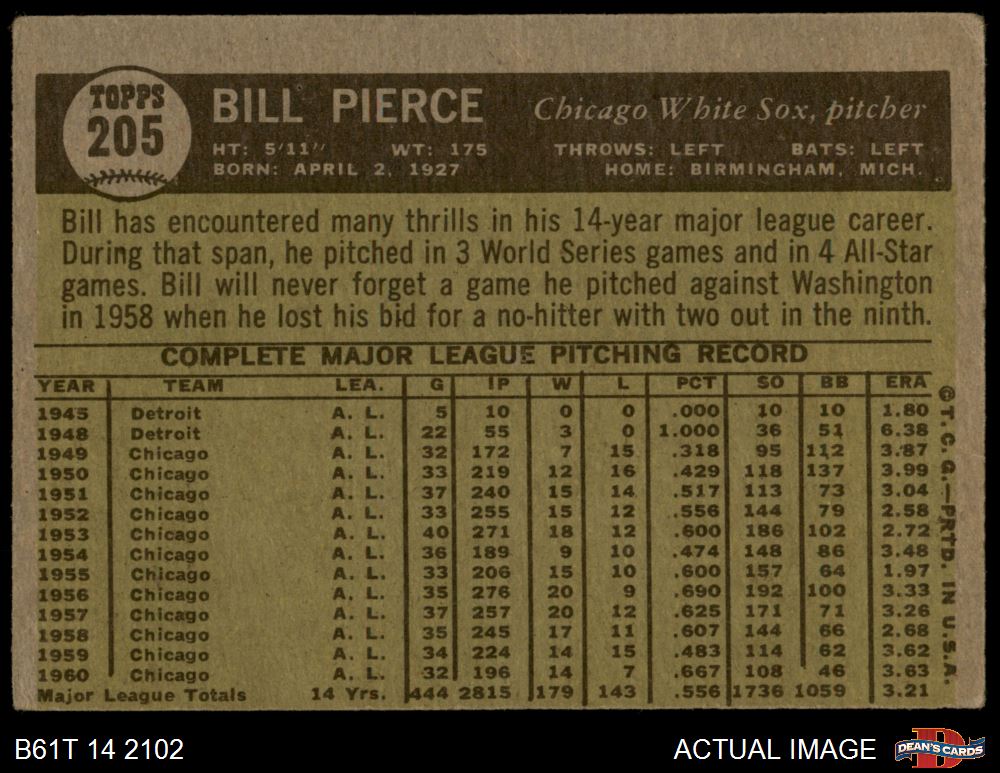 TOPPS
205
BILL PIERCE Chicago White Sox, pitcher
HT: 5'11" WT: 175 THROWS: LEFT BATS: LEFT
BORN: APRIL 2, 1927 HOME: BIRMINGHAM, MICH.
Bill has encountered many thrills in his 14-year major league career.
During that span, he pitched in 3 World Series games and in 4 All-Star
games. Bill will never forget a game he pitched against Washington
in 1958 when he lost his bid for a no-hitter with two out in the ninth.
COMPLETE MAJOR LEAGUE PITCHING RECORD
YEAR TEAM LEA. G IP W L PCT SO BB ERA
1945 Detroit A. L. 5 10 0 0 .000 10 10 1.80
1948 Detroit A. L. 22 55 3 0 1.000 36 51 6.38
1949 Chicago A. L. 32 172 7 15 .318 95 112 3.87
1950 Chicago A. L. 33 219 12 16 .429 118 137 3.99
1951 Chicago A. L. 37 240 15 14 .517 113 73 3.04
1952 Chicago A. L. 33 255 15 12 .556 144 79 2.58
1953 Chicago A. L. 40 271 18 12 .600 186 102 2.72
1954 Chicago A. L. 36 189 9 10 .474 148 86 3.48
1955 Chicago A. L. 33 206 15 10 .600 157 64 1.97
1956 Chicago A. L. 35 276 20 9 .690 192 100 3.33
1957 Chicago A. L. 37 257 20 12 .625 171 71 3.26
1958 Chicago A. L. 35 245 17 11 .607 144 66 2.68
1959 Chicago A. L. 34 224 14 15 .483 114 62 3.62
1960 Chicago A. L. 32 196 14 7 .667 108 46 3.63
Major League Totals 14 Yrs. 444 2815 179 143 .556 1736 1059 3.21
© T. C. G.—PRTD. IN U.S.A.
B61T 14 2102 ACTUAL IMAGE
D
DEAN'S CARDS